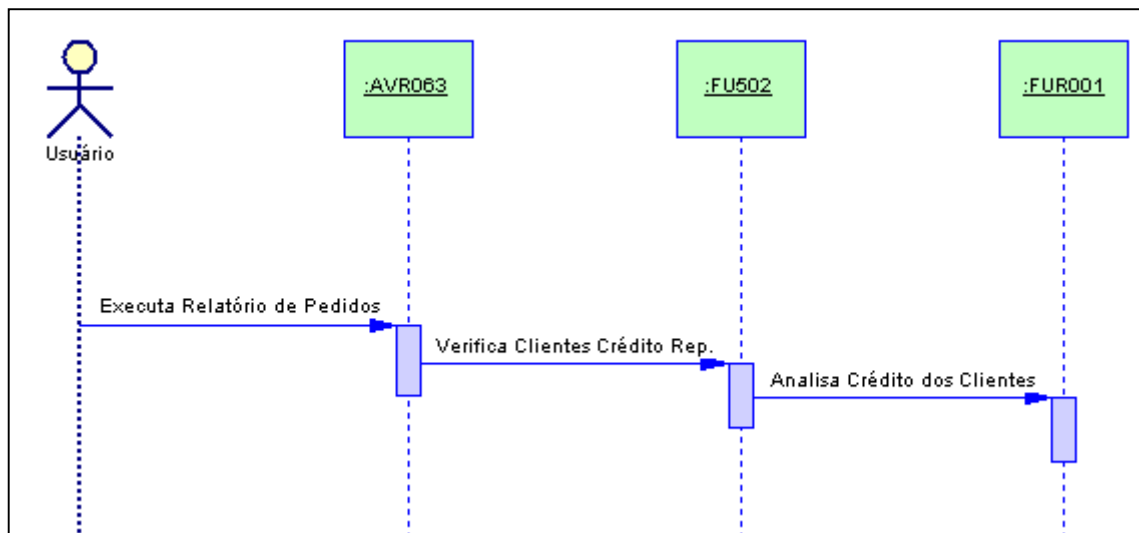 :AVR063
:FU502
:FUR001
Usuário
Executa Relatório de Pedidos
Verifica Clientes Crédito Rep.
Analisa Crédito dos Clientes